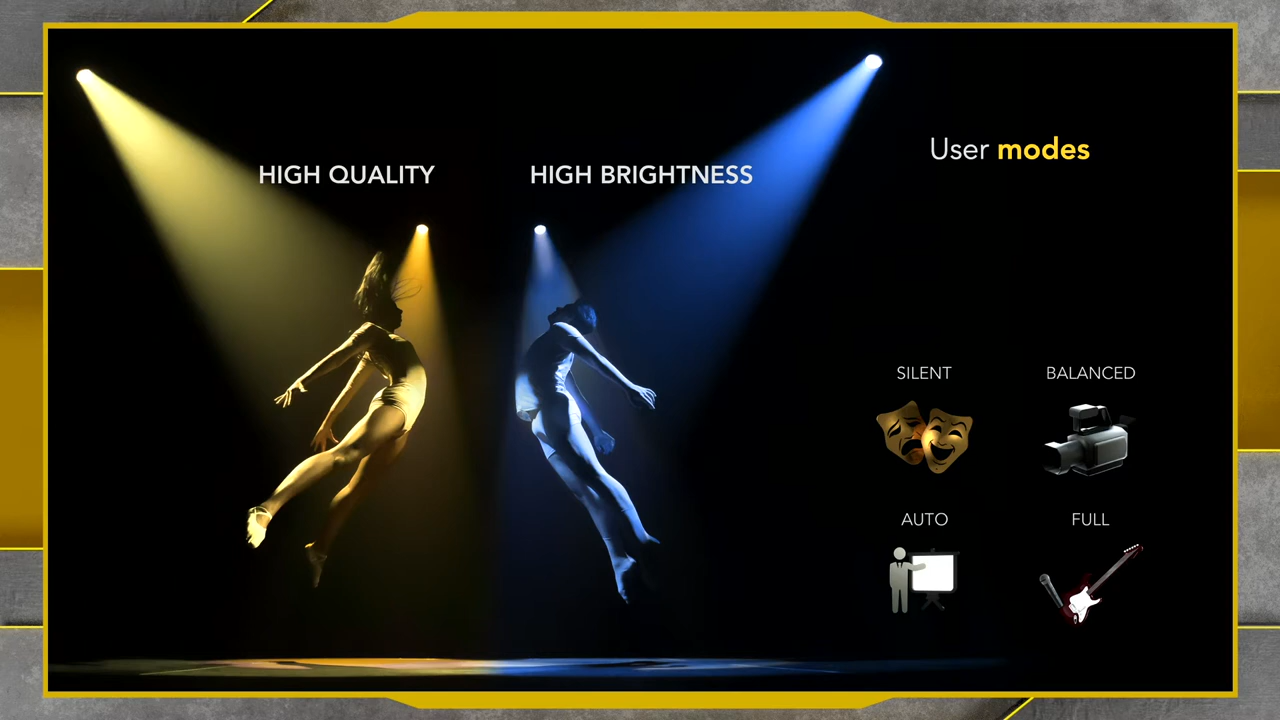 User modes
HIGH QUALITY
HIGH BRIGHTNESS
SILENT
BALANCED
AUTO
FULL